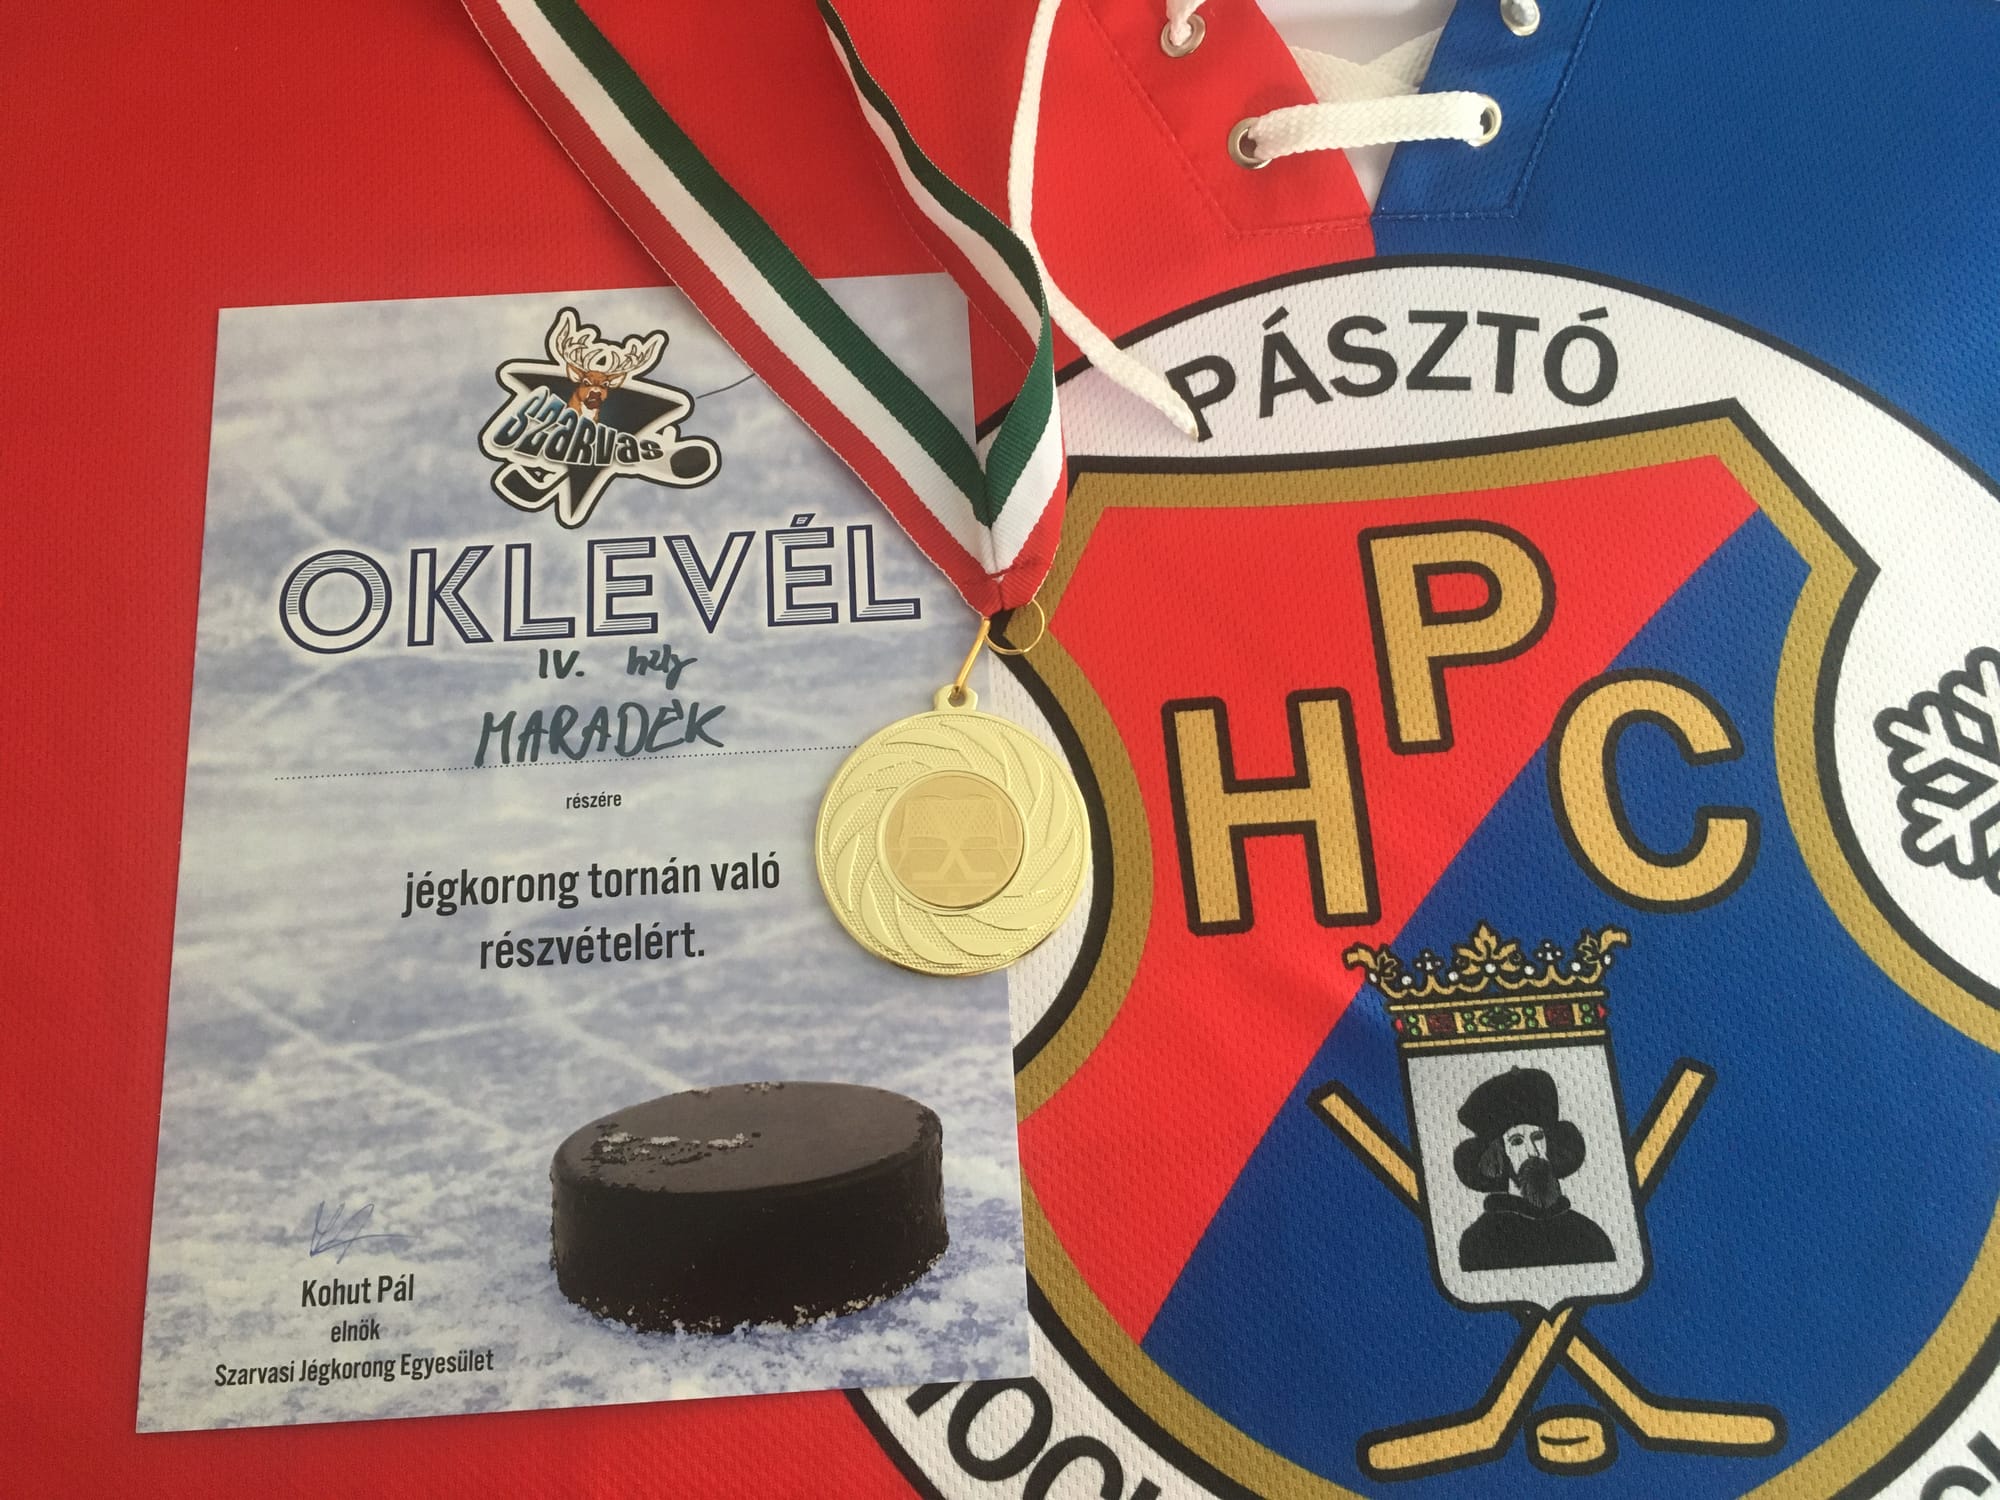 SZARVAS
OKLEVÉL
IV. hely
MARADÉK
részére
jégkorong tornán való
részvételért.
Kohut Pál
elnök
Szarvasi Jégkorong Egyesület
PÁSZTÓ
P
H C